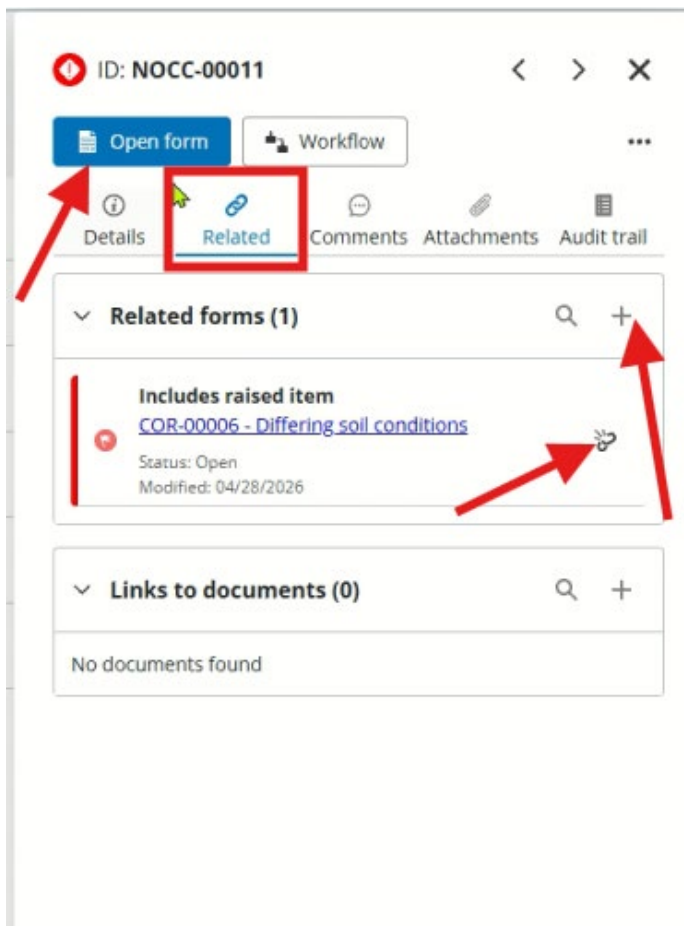 ID: NOCC-00011
Open form
Workflow
Details
Related
Comments
Attachments
Audit trail
Related forms (1)
Includes raised item
COR-00006 - Differing soil conditions
Status: Open
Modified: 04/28/2026
Links to documents (0)
No documents found